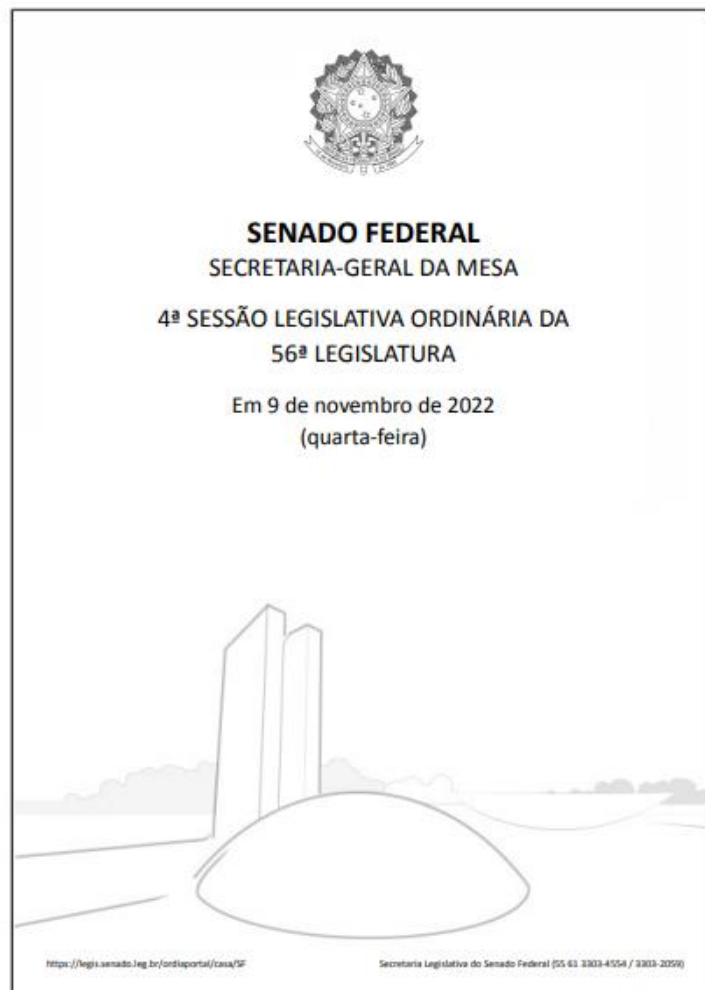 SENADO FEDERAL
SECRETARIA-GERAL DA MESA
4ª SESSÃO LEGISLATIVA ORDINÁRIA DA
56ª LEGISLATURA
Em 9 de novembro de 2022
(quarta-feira)
https://legis.senado.leg.br/ordiaportal/casa/SF
Secretaria Legislativa do Senado Federal (55 61 3303-4554 / 3303-2059)